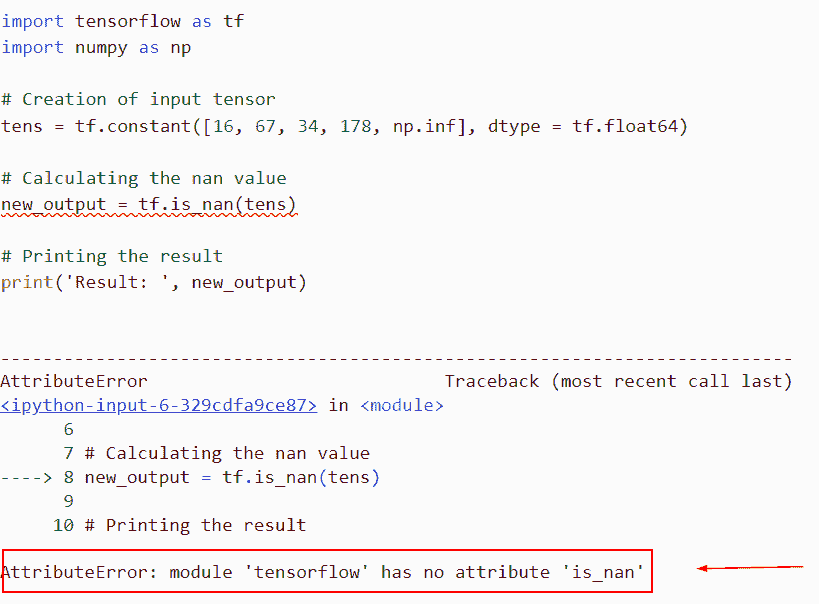 import tensorflow as tf
import numpy as np
# Creation of input tensor
tens = tf.constant([16, 67, 34, 178, np.inf], dtype = tf.float64)
# Calculating the nan value
new_output = tf.is_nan(tens)
# Printing the result
print('Result: ', new_output)
---------------------------------------------------------------------------
AttributeError                            Traceback (most recent call last)
<ipython-input-6-329cdfa9ce87> in <module>
      6
      7 # Calculating the nan value
----> 8 new_output = tf.is_nan(tens)
      9
     10 # Printing the result
AttributeError: module 'tensorflow' has no attribute 'is_nan'